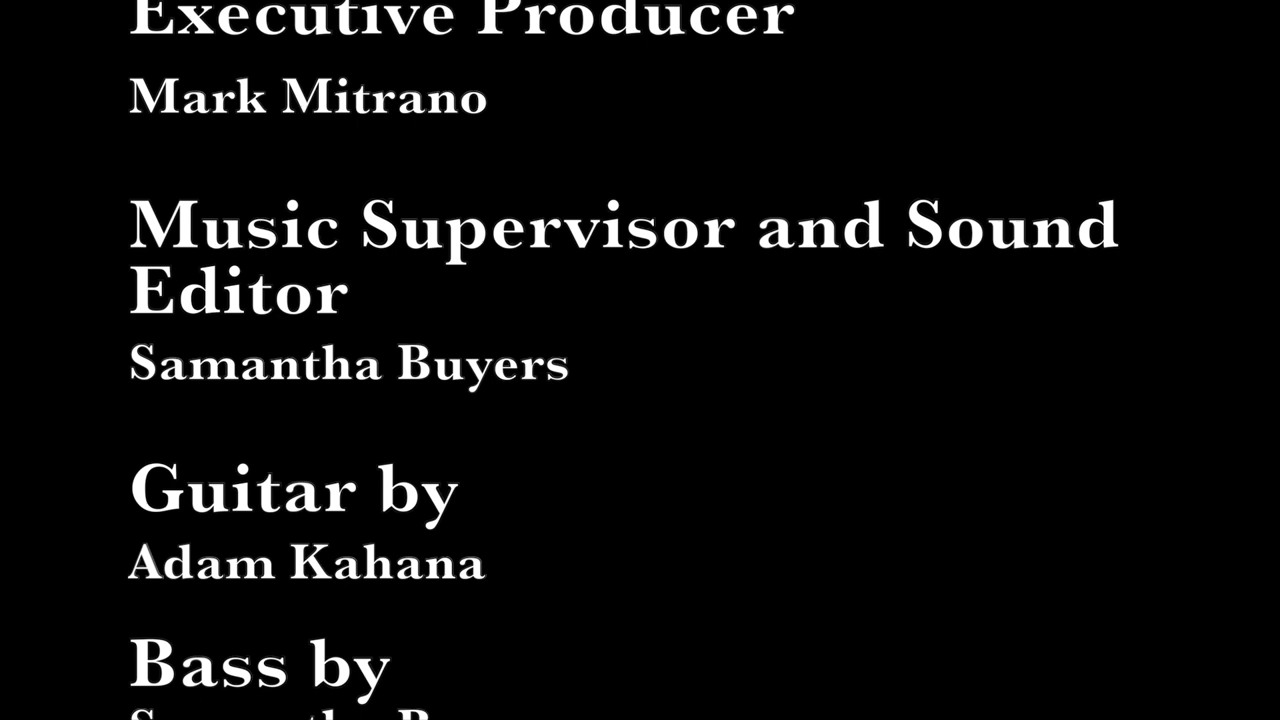 Executive Producer
Mark Mitrano
Music Supervisor and Sound
Editor
Samantha Buyers
Guitar by
Adam Kahana
Bass by